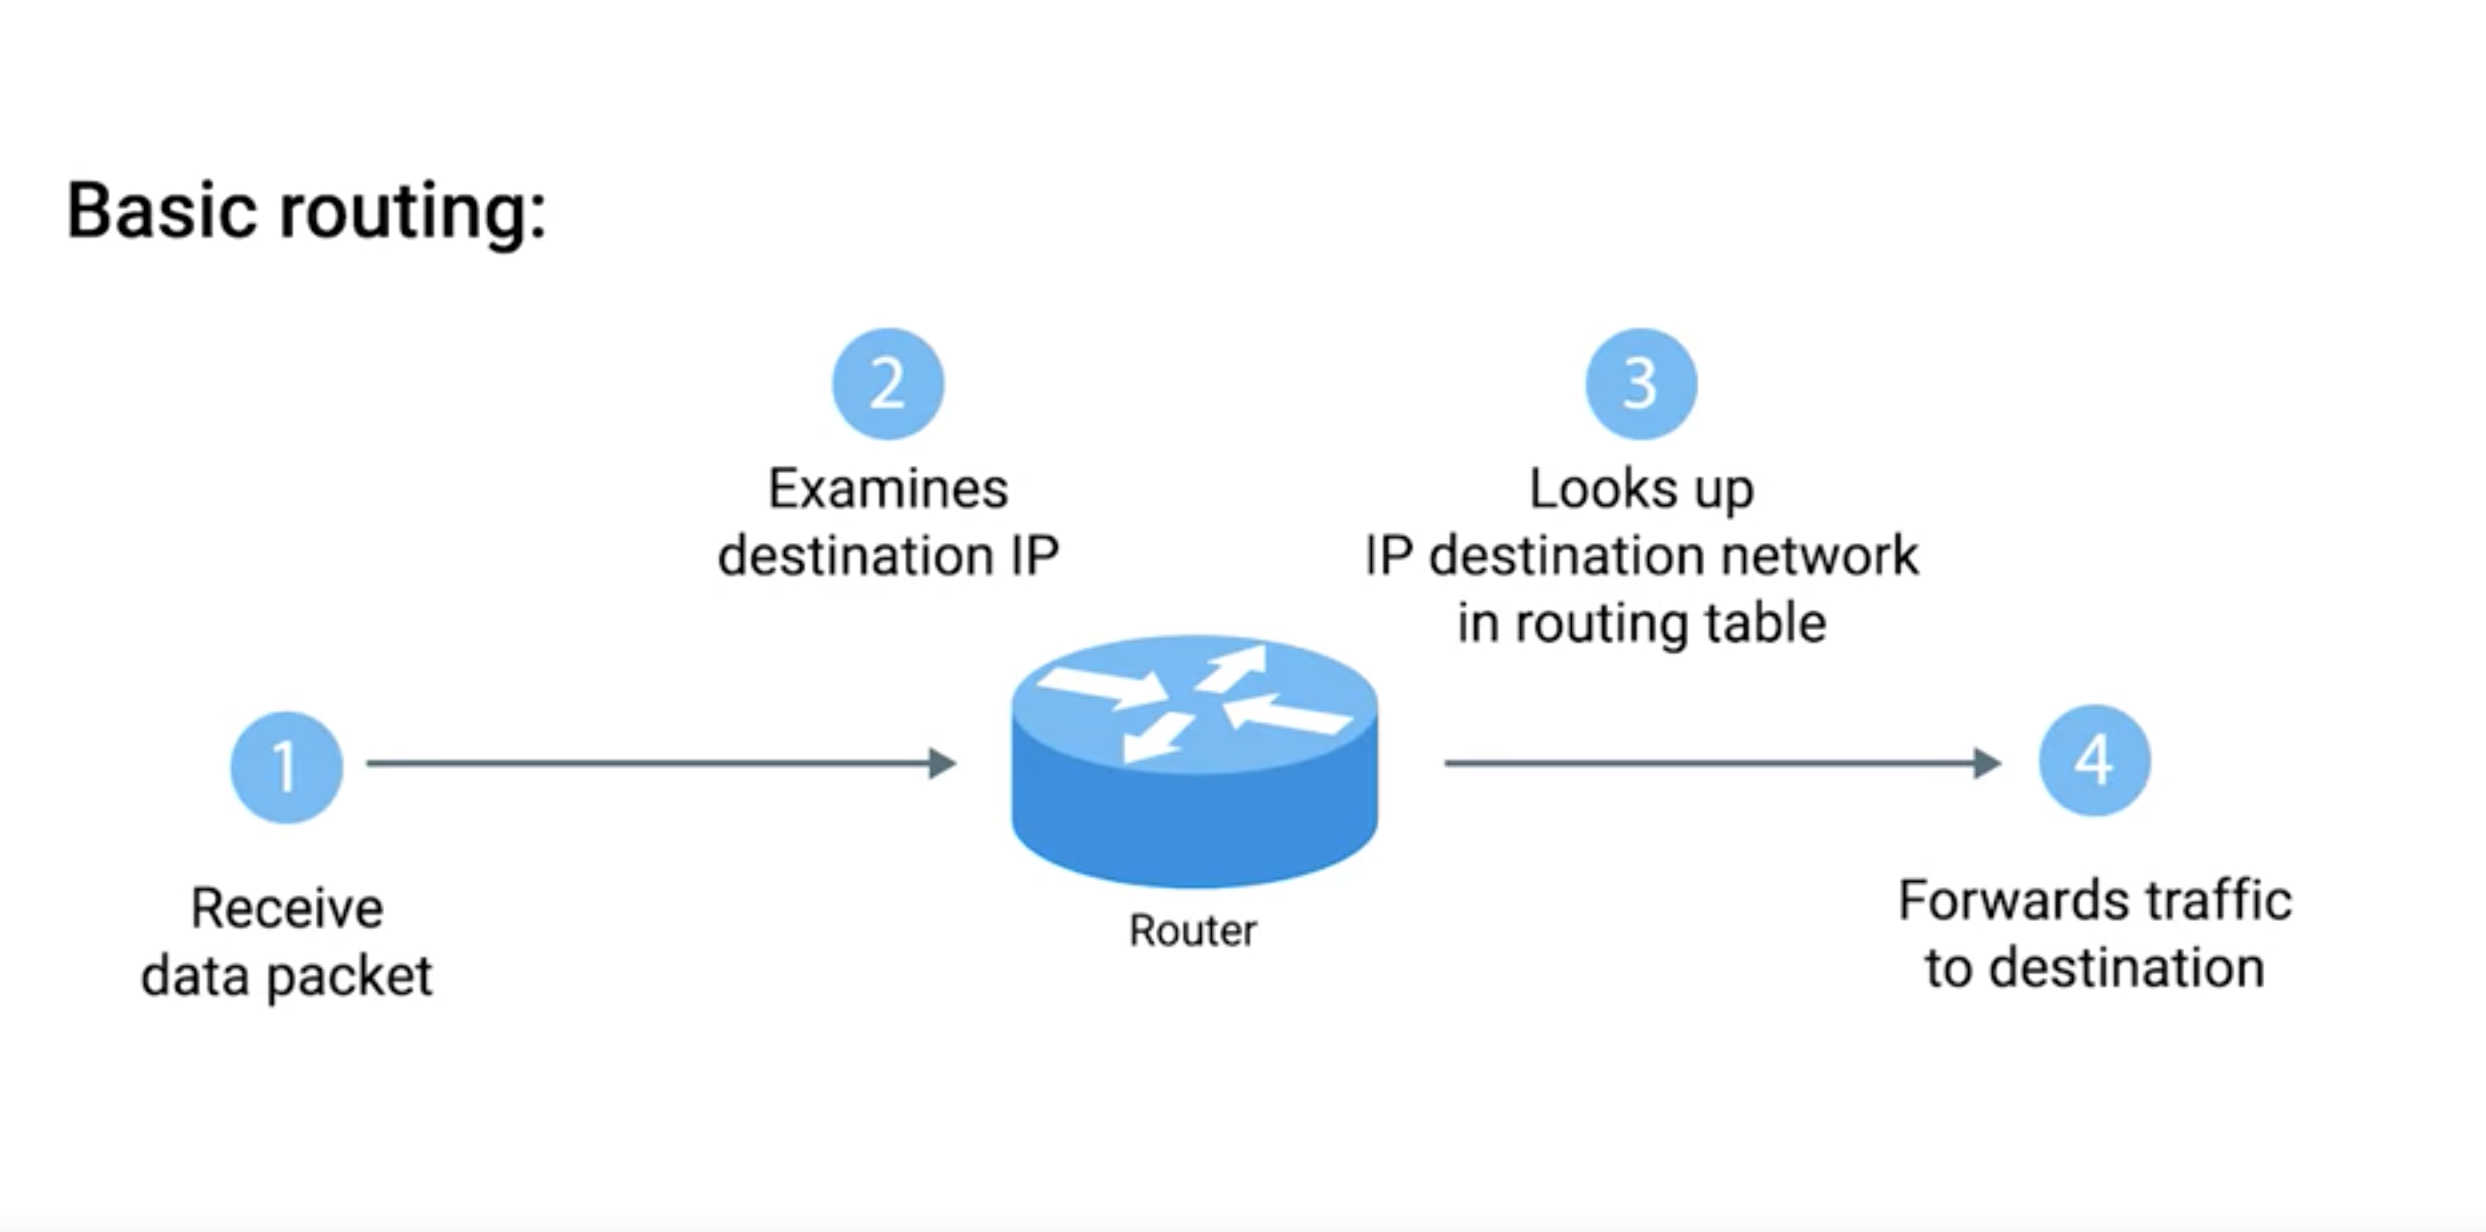 Basic routing:
1
Receive
data packet
2
Examines
destination IP
Router
3
Looks up
IP destination network
in routing table
4
Forwards traffic
to destination